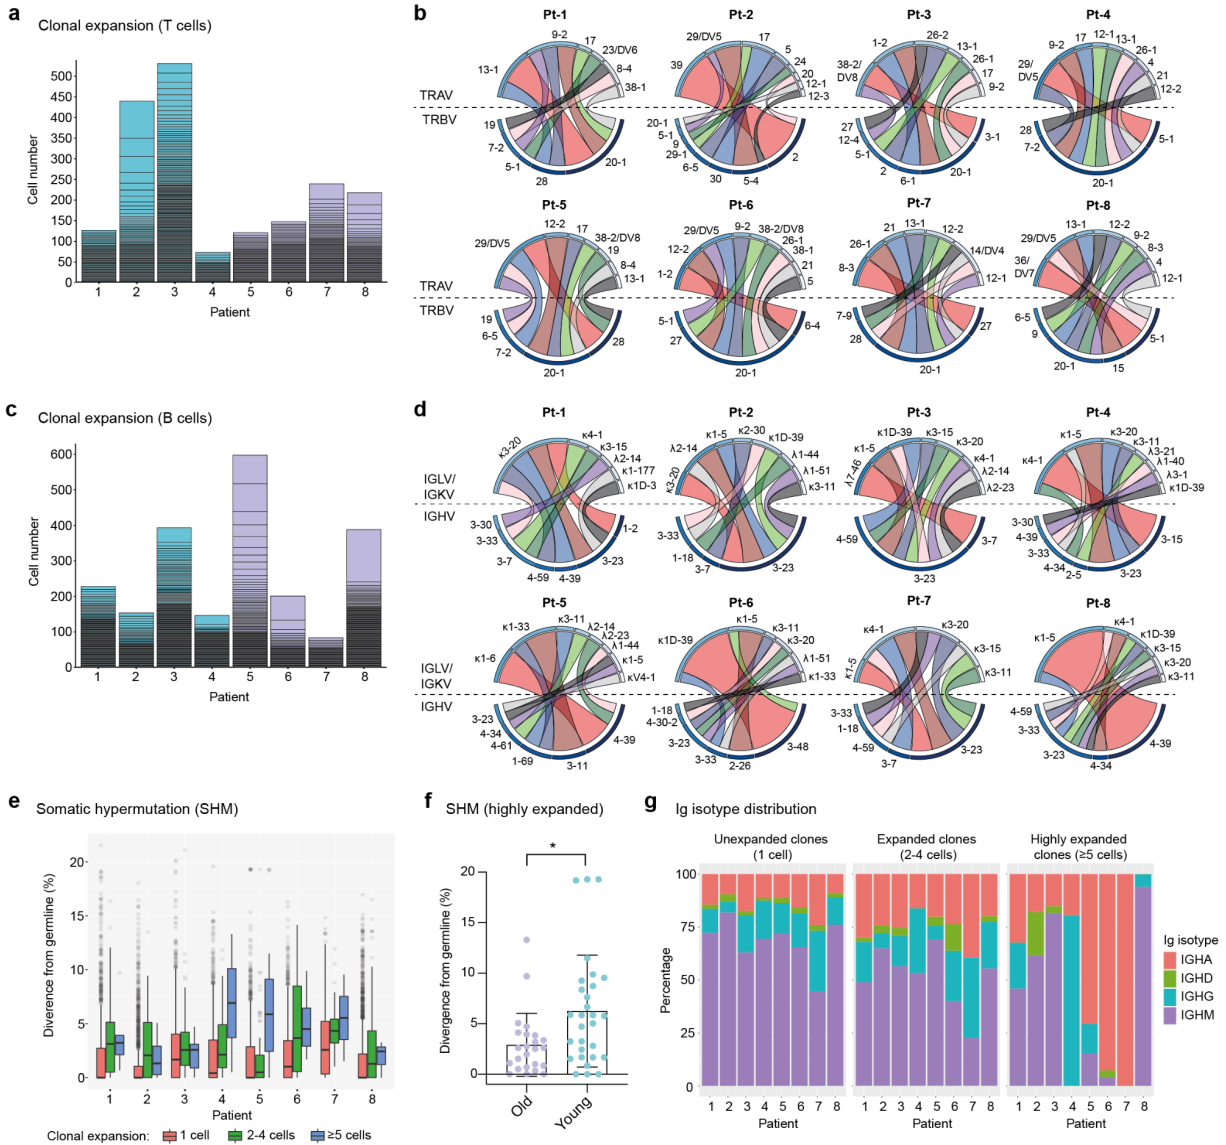 a
Clonal expansion (T cells)
Cell number
500
450
400
350
300
250
200
150
100
50
0
1 2 3 4 5 6 7 8
Patient
b
Pt-1
TRAV
TRBV
13-1
9-2
17
23/DV6
8-4
38-1
19
7-2
5-1
28
20-1
Pt-2
39
29/DV5
17
5
24
20
12-1
12-3
20-1
5-1
9
29-1
6-5
30
5-4
2
Pt-3
38-2/
DV8
1-2
26-2
13-1
26-1
17
9-2
27
12-4
5-1
2
6-1
20-1
3-1
Pt-4
29/
DV5
9-2
17
12-1
13-1
26-1
4
21
12-2
28
7-2
20-1
5-1
Pt-5
TRAV
TRBV
29/DV5
12-2
17
38-2/DV8
19
8-4
13-1
19
6-5
7-2
20-1
28
Pt-6
1-2
12-2
29/DV5
9-2
38-2/DV8
26-1
38-1
21
5
5-1
27
20-1
6-4
Pt-7
8-3
26-1
21
13-1
12-2
14/DV4
12-1
7-9
28
20-1
27
Pt-8
36/
DV7
29/DV5
13-1
12-2
9-2
8-3
4
12-1
6-5
9
20-1
15
5-1
c
Clonal expansion (B cells)
Cell number
600
500
400
300
200
100
0
1 2 3 4 5 6 7 8
Patient
d
Pt-1
IGLV/
IGKV
IGHV
κ3-20
κ4-1
κ3-15
λ2-14
κ1-177
κ1D-3
3-30
3-33
3-7
4-59
4-39
3-23
1-2
Pt-2
κ3-20
λ2-14
κ1-5
κ2-30
κ1D-39
λ1-44
λ1-51
κ3-11
3-33
1-18
3-7
3-23
Pt-3
λ7-46
κ1-5
κ1D-39
κ3-15
κ3-20
κ4-1
λ2-14
λ2-23
4-59
3-23
3-7
Pt-4
κ4-1
κ1-5
κ3-20
κ3-11
λ3-21
λ1-40
λ3-1
κ1D-39
3-30
4-39
3-33
4-34
2-5
3-23
3-15
Pt-5
IGLV/
IGKV
IGHV
κ1-6
κ1-33
κ3-11
λ2-14
λ2-23
λ1-44
κ1-5
κV4-1
3-23
4-34
4-61
1-69
3-11
4-39
Pt-6
κ1D-39
κ1-5
κ3-11
κ3-20
λ1-51
κ1-33
1-18
4-30-2
3-23
3-33
2-26
3-48
Pt-7
κ1-5
κ4-1
κ3-20
κ3-15
κ3-11
3-33
1-18
4-59
3-7
3-23
Pt-8
κ1-5
κ4-1
κ1D-39
κ3-15
κ3-20
κ3-11
4-59
3-33
3-23
4-34
4-39
e
Somatic hypermutation (SHM)
Diverence from germline (%)
20
15
10
5
0
1 2 3 4 5 6 7 8
Patient
Clonal expansion: 1 cell 2-4 cells ≥5 cells
f
SHM (highly expanded)
Divergence from germline (%)
*
20
15
10
5
0
Old Young
g
Ig isotype distribution
Unexpanded clones
(1 cell)
Expanded clones
(2-4 cells)
Highly expanded
clones (≥5 cells)
Percentage
100
75
50
25
0
1 2 3 4 5 6 7 8
Patient
1 2 3 4 5 6 7 8
Patient
1 2 3 4 5 6 7 8
Patient
Ig isotype
IGHA
IGHD
IGHG
IGHM